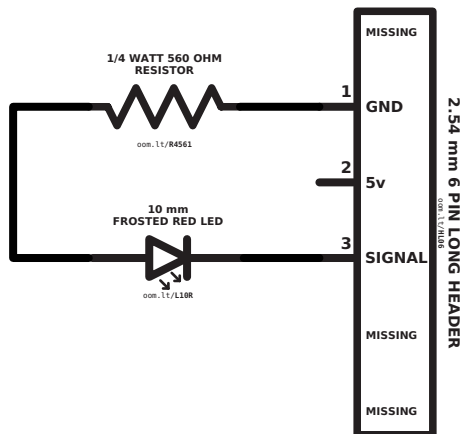 MISSING
1/4 WATT 560 OHM
RESISTOR
oom.lt/R4561
1
GND
2
5v
10 mm
FROSTED RED LED
oom.lt/L10R
3
SIGNAL
MISSING
MISSING
2.54 mm 6 PIN LONG HEADER
oom.lt/HL06